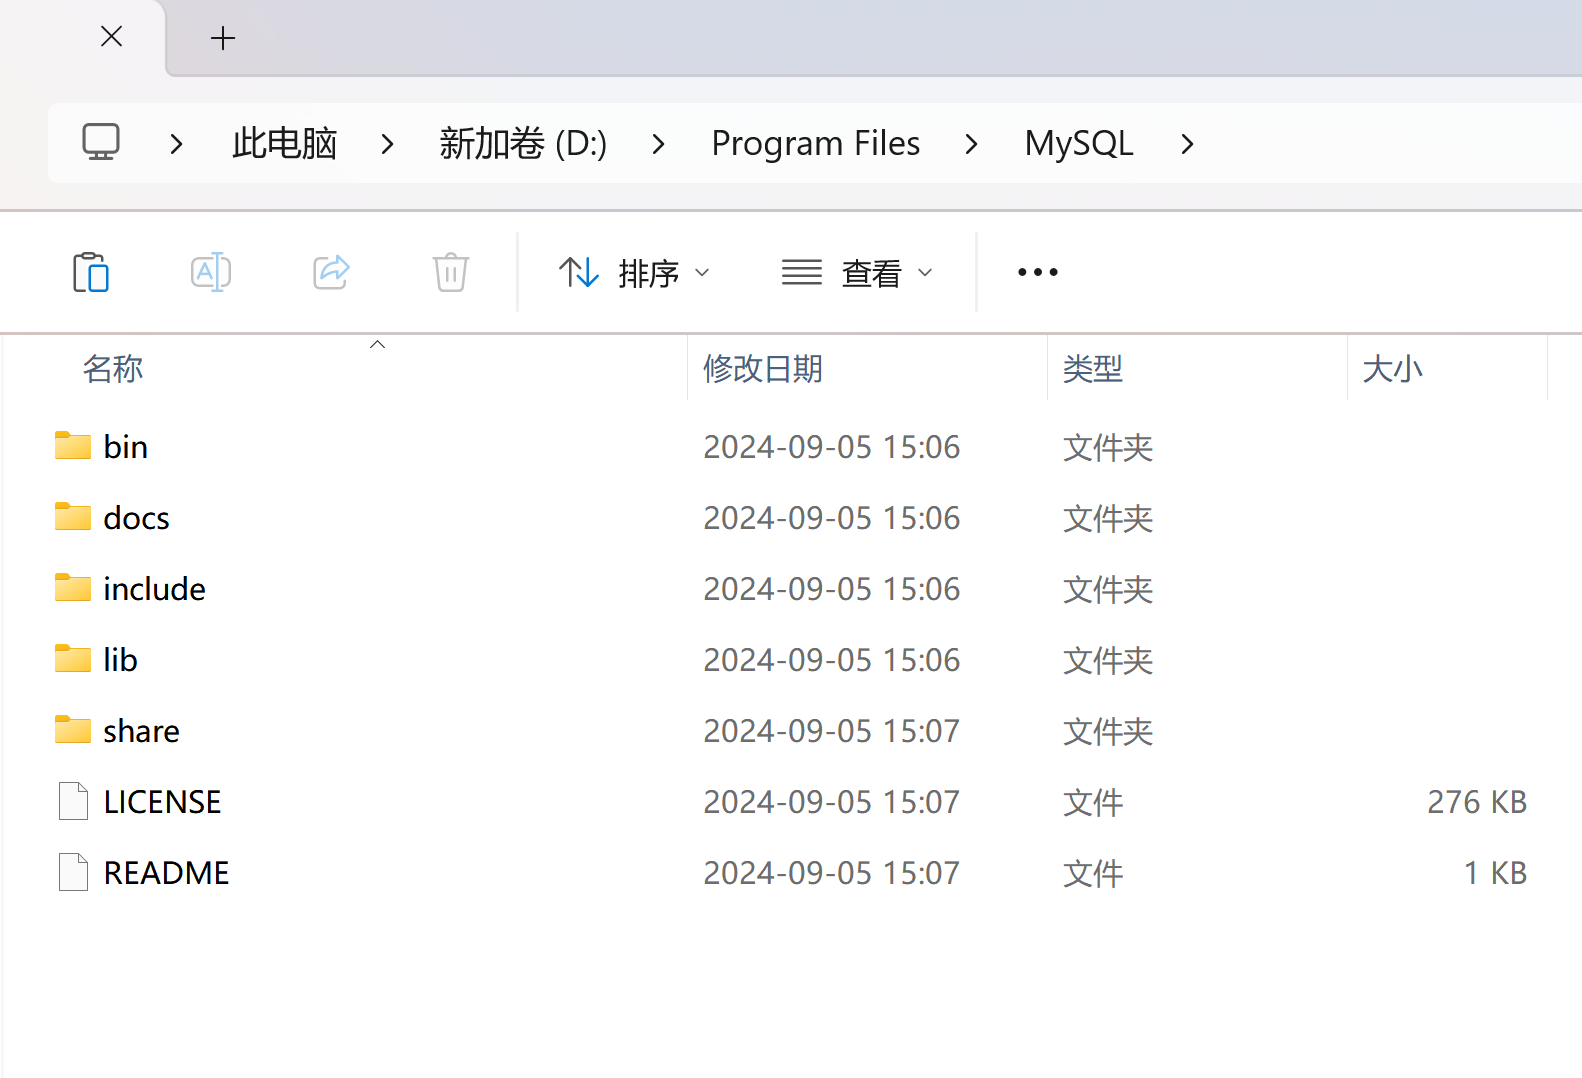 此电脑 > 新加卷 (D:) > Program Files > MySQL >
排序 查看
名称 修改日期 类型 大小
bin 2024-09-05 15:06 文件夹
docs 2024-09-05 15:06 文件夹
include 2024-09-05 15:06 文件夹
lib 2024-09-05 15:06 文件夹
share 2024-09-05 15:07 文件夹
LICENSE 2024-09-05 15:07 文件 276 KB
README 2024-09-05 15:07 文件 1 KB